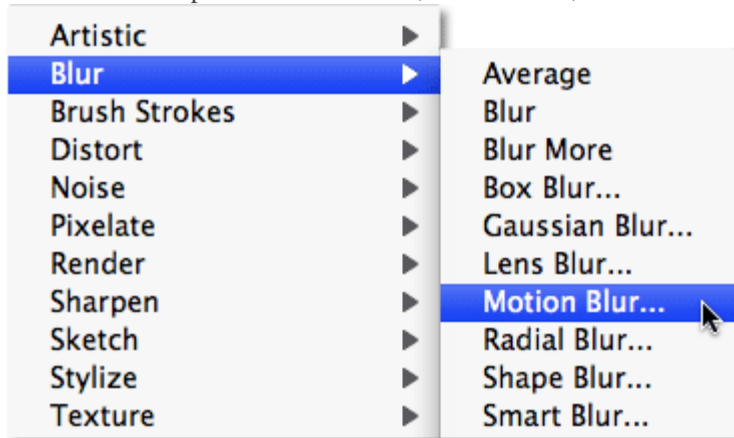 Artistic
Blur
Brush Strokes
Distort
Noise
Pixelate
Render
Sharpen
Sketch
Stylize
Texture
Average
Blur
Blur More
Box Blur...
Gaussian Blur...
Lens Blur...
Motion Blur...
Radial Blur...
Shape Blur...
Smart Blur...